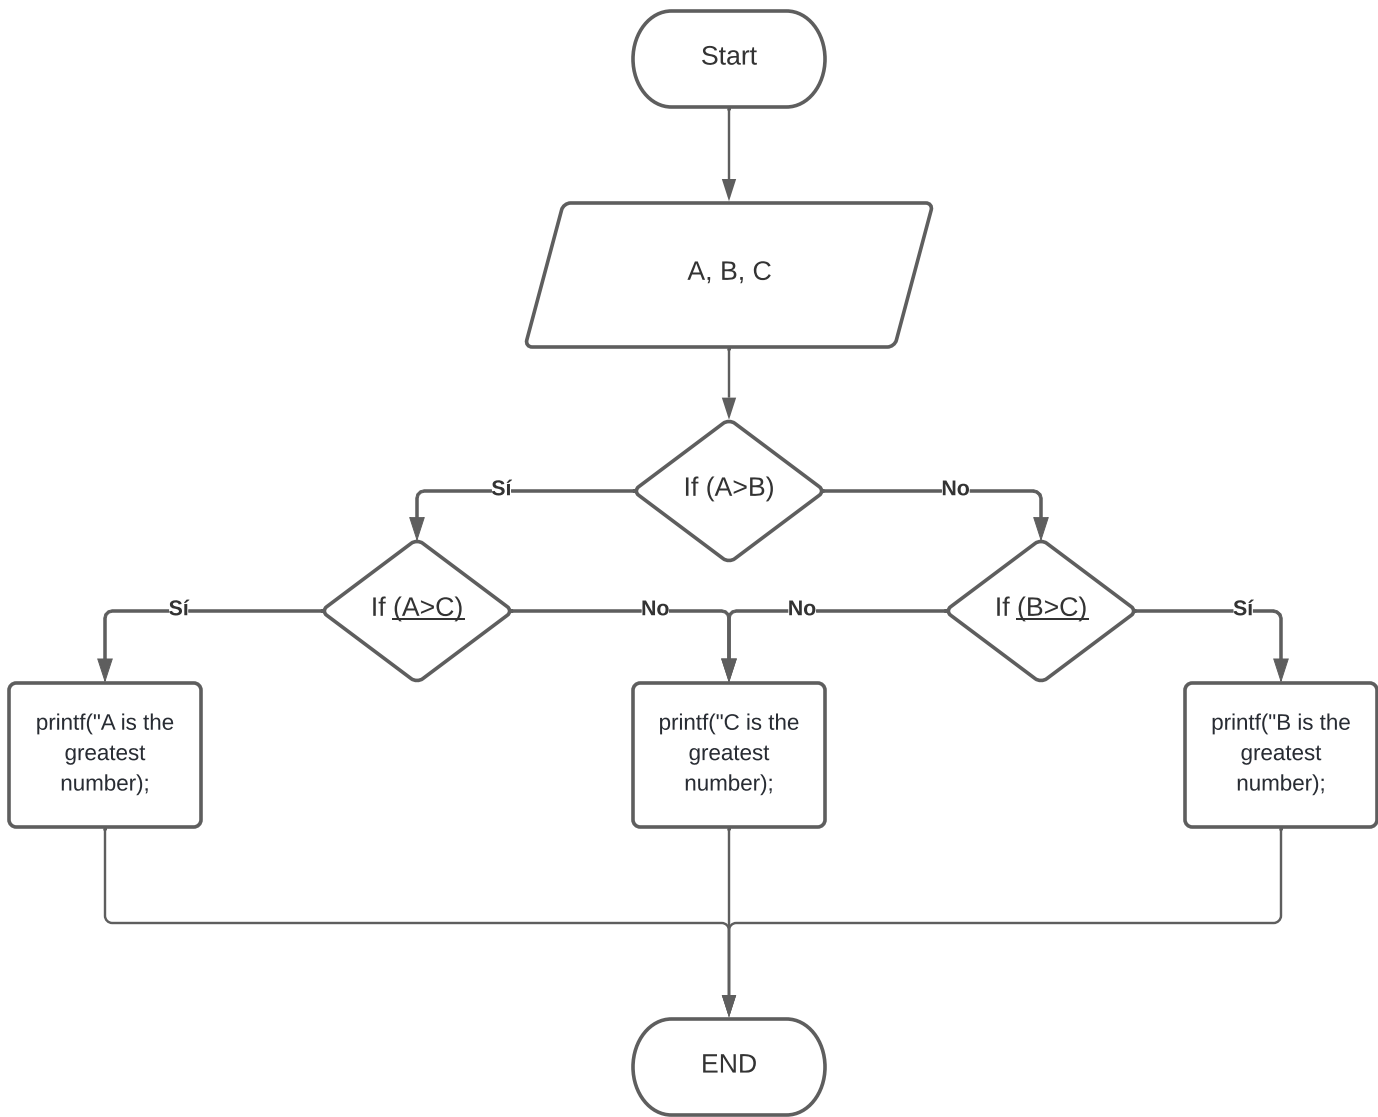 Start
A, B, C
If (A>B)
Sí
No
If (A>C)
If (B>C)
Sí
No
No
Sí
printf("A is the
greatest
number);
printf("C is the
greatest
number);
printf("B is the
greatest
number);
END